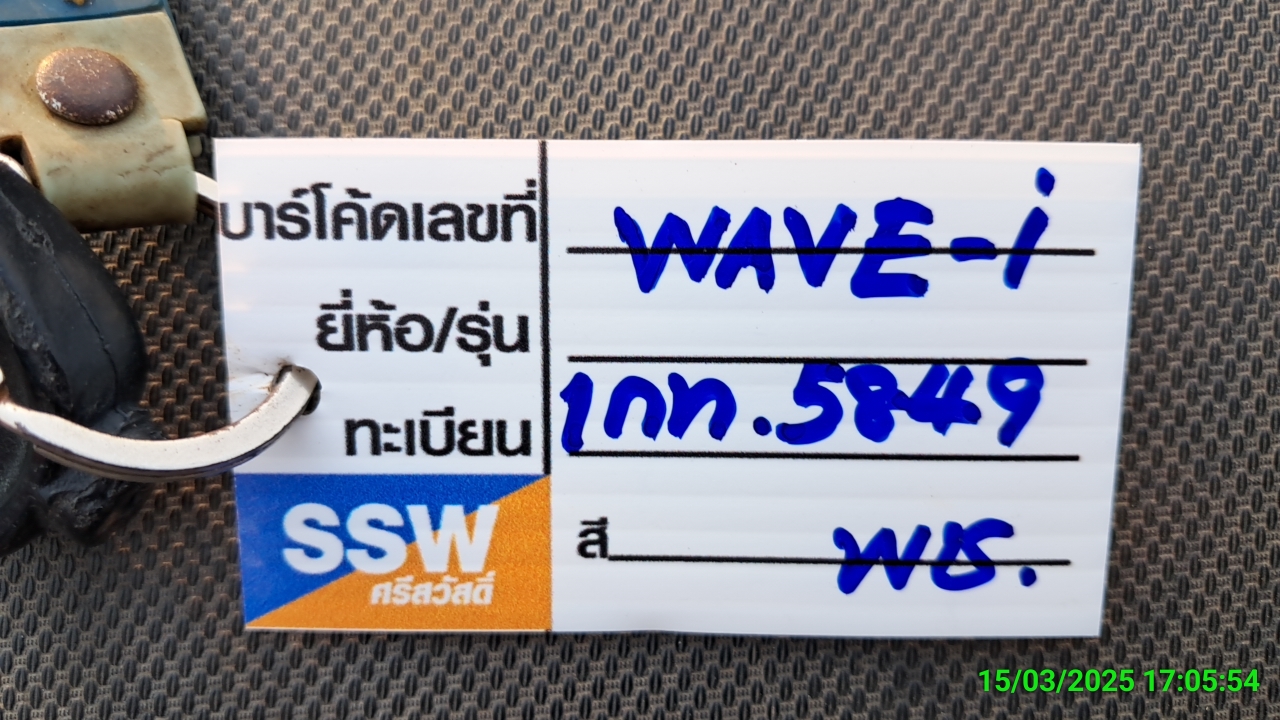 บาร์โค้ดเลขที่ WAVE-i
ยี่ห้อ/รุ่น
ทะเบียน 1กท.5849
SSW
ศรีสวัสดิ์
สี พช.
15/03/2025 17:05:54